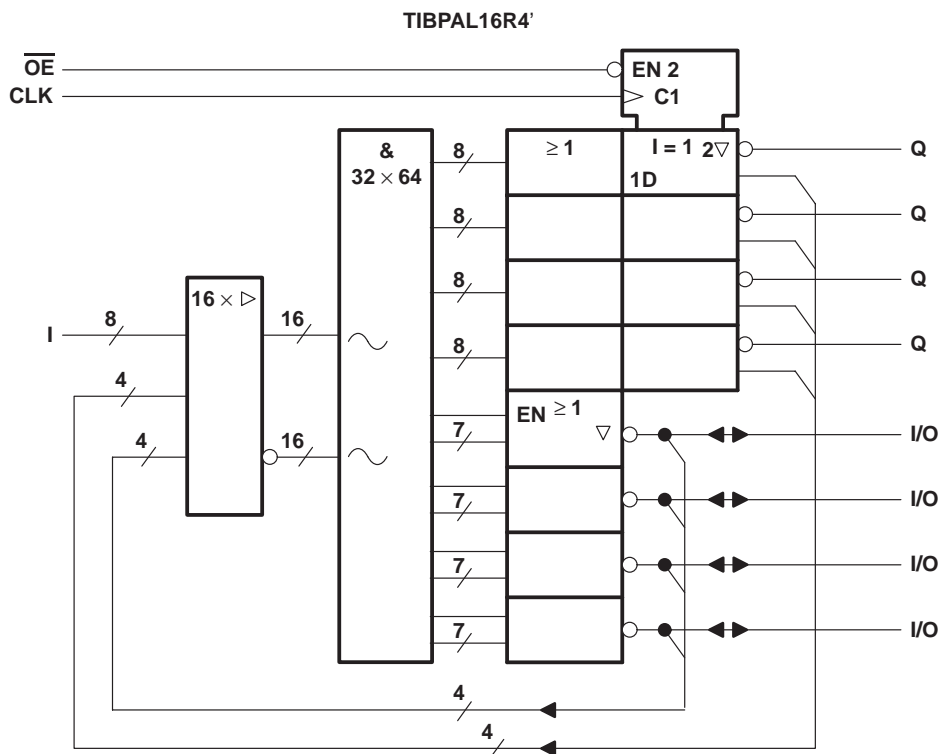 TIBPAL16R4’
OE
EN 2
CLK
C1
&
32 × 64
8
≥ 1
I = 1
2▽
Q
1D
8
Q
8
Q
16 × ▷
I
8
16
8
Q
4
EN ≥ 1
▽
4
16
7
I/O
7
I/O
7
I/O
7
I/O
4
4